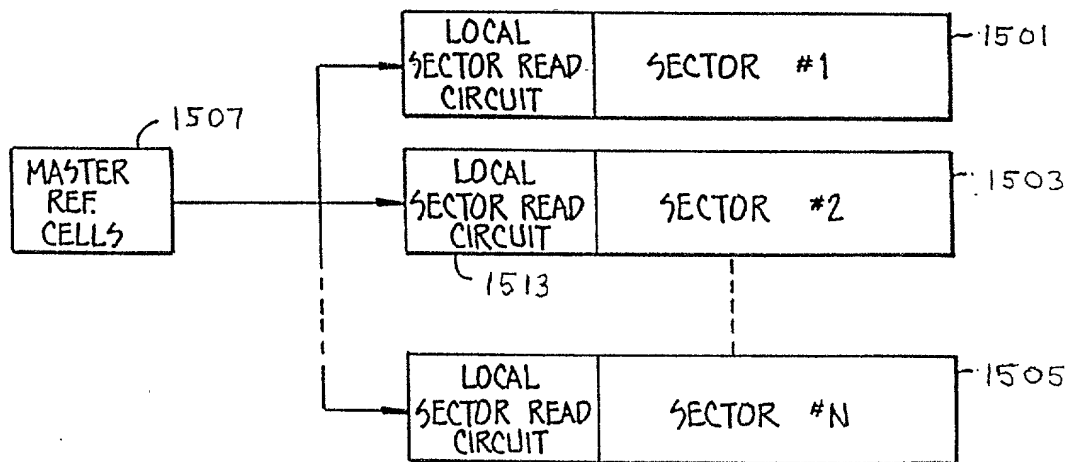 LOCAL
SECTOR READ
CIRCUIT
SECTOR #1
1501
1507
MASTER
REF.
CELLS
LOCAL
SECTOR READ
CIRCUIT
SECTOR #2
1503
1513
LOCAL
SECTOR READ
CIRCUIT
SECTOR #N
1505